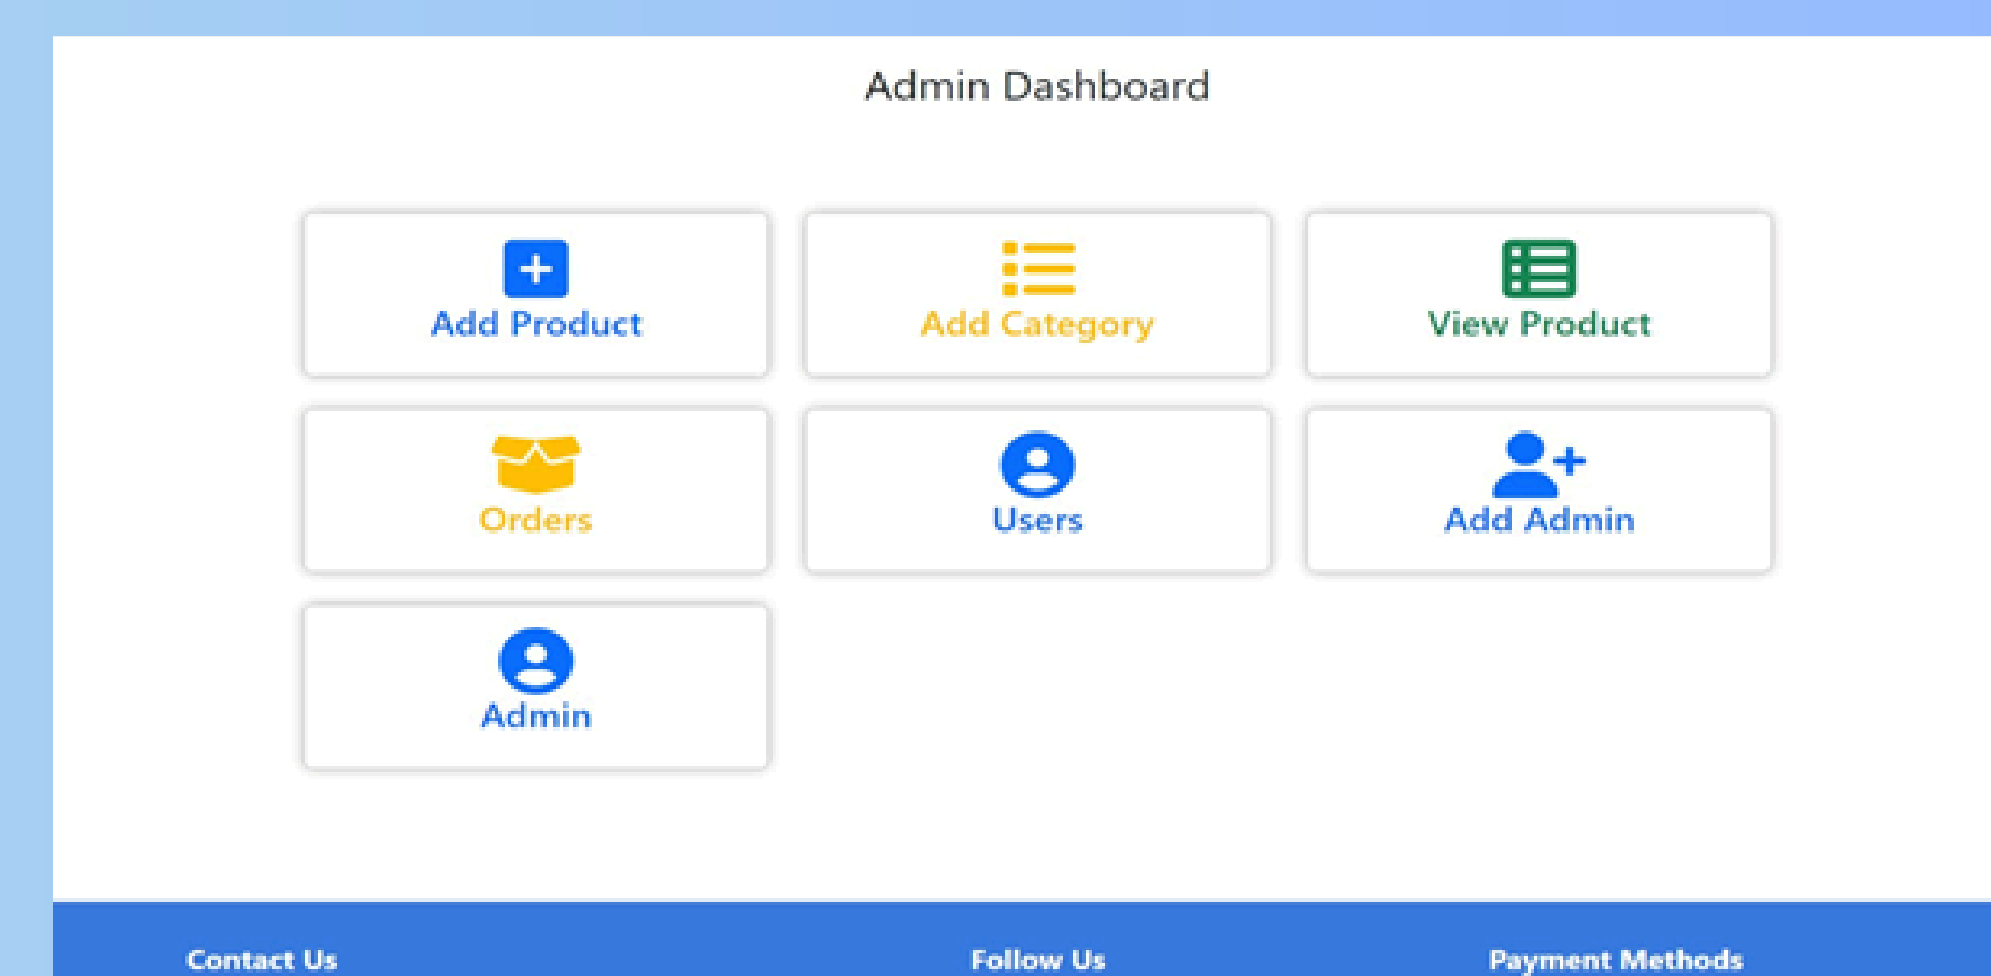 Admin Dashboard
Add Product
Add Category
View Product
Orders
Users
Add Admin
Admin
Contact Us
Follow Us
Payment Methods